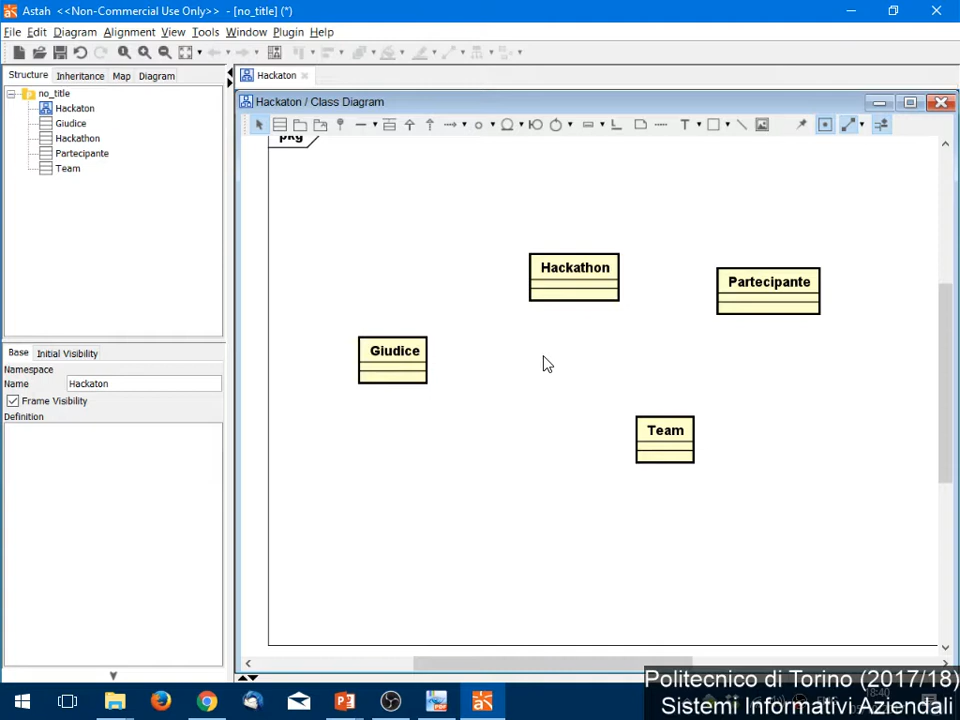 Astah <<Non-Commercial Use Only>> - [no_title] (*)
File Edit Diagram Alignment View Tools Window Plugin Help
Structure Inheritance Map Diagram
no_title
Hackaton
Giudice
Hackathon
Partecipante
Team
Base Initial Visibility
Namespace
Name Hackaton
Frame Visibility
Definition
Hackaton
Hackaton / Class Diagram
T
pkg
Hackathon
Partecipante
Giudice
Team
Politecnico di Torino (2017/18)
Sistemi Informativi Aziendali